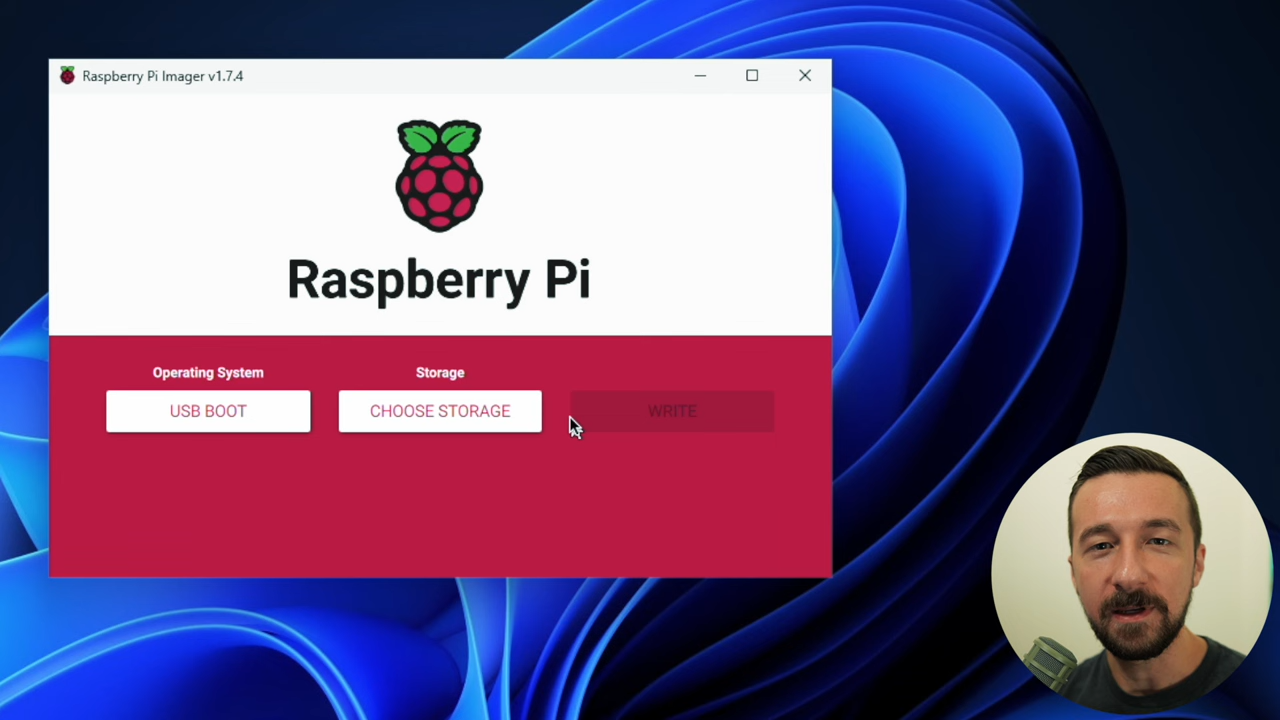 Raspberry Pi Imager v1.7.4
Raspberry Pi
Operating System
Storage
USB BOOT
CHOOSE STORAGE
WRITE